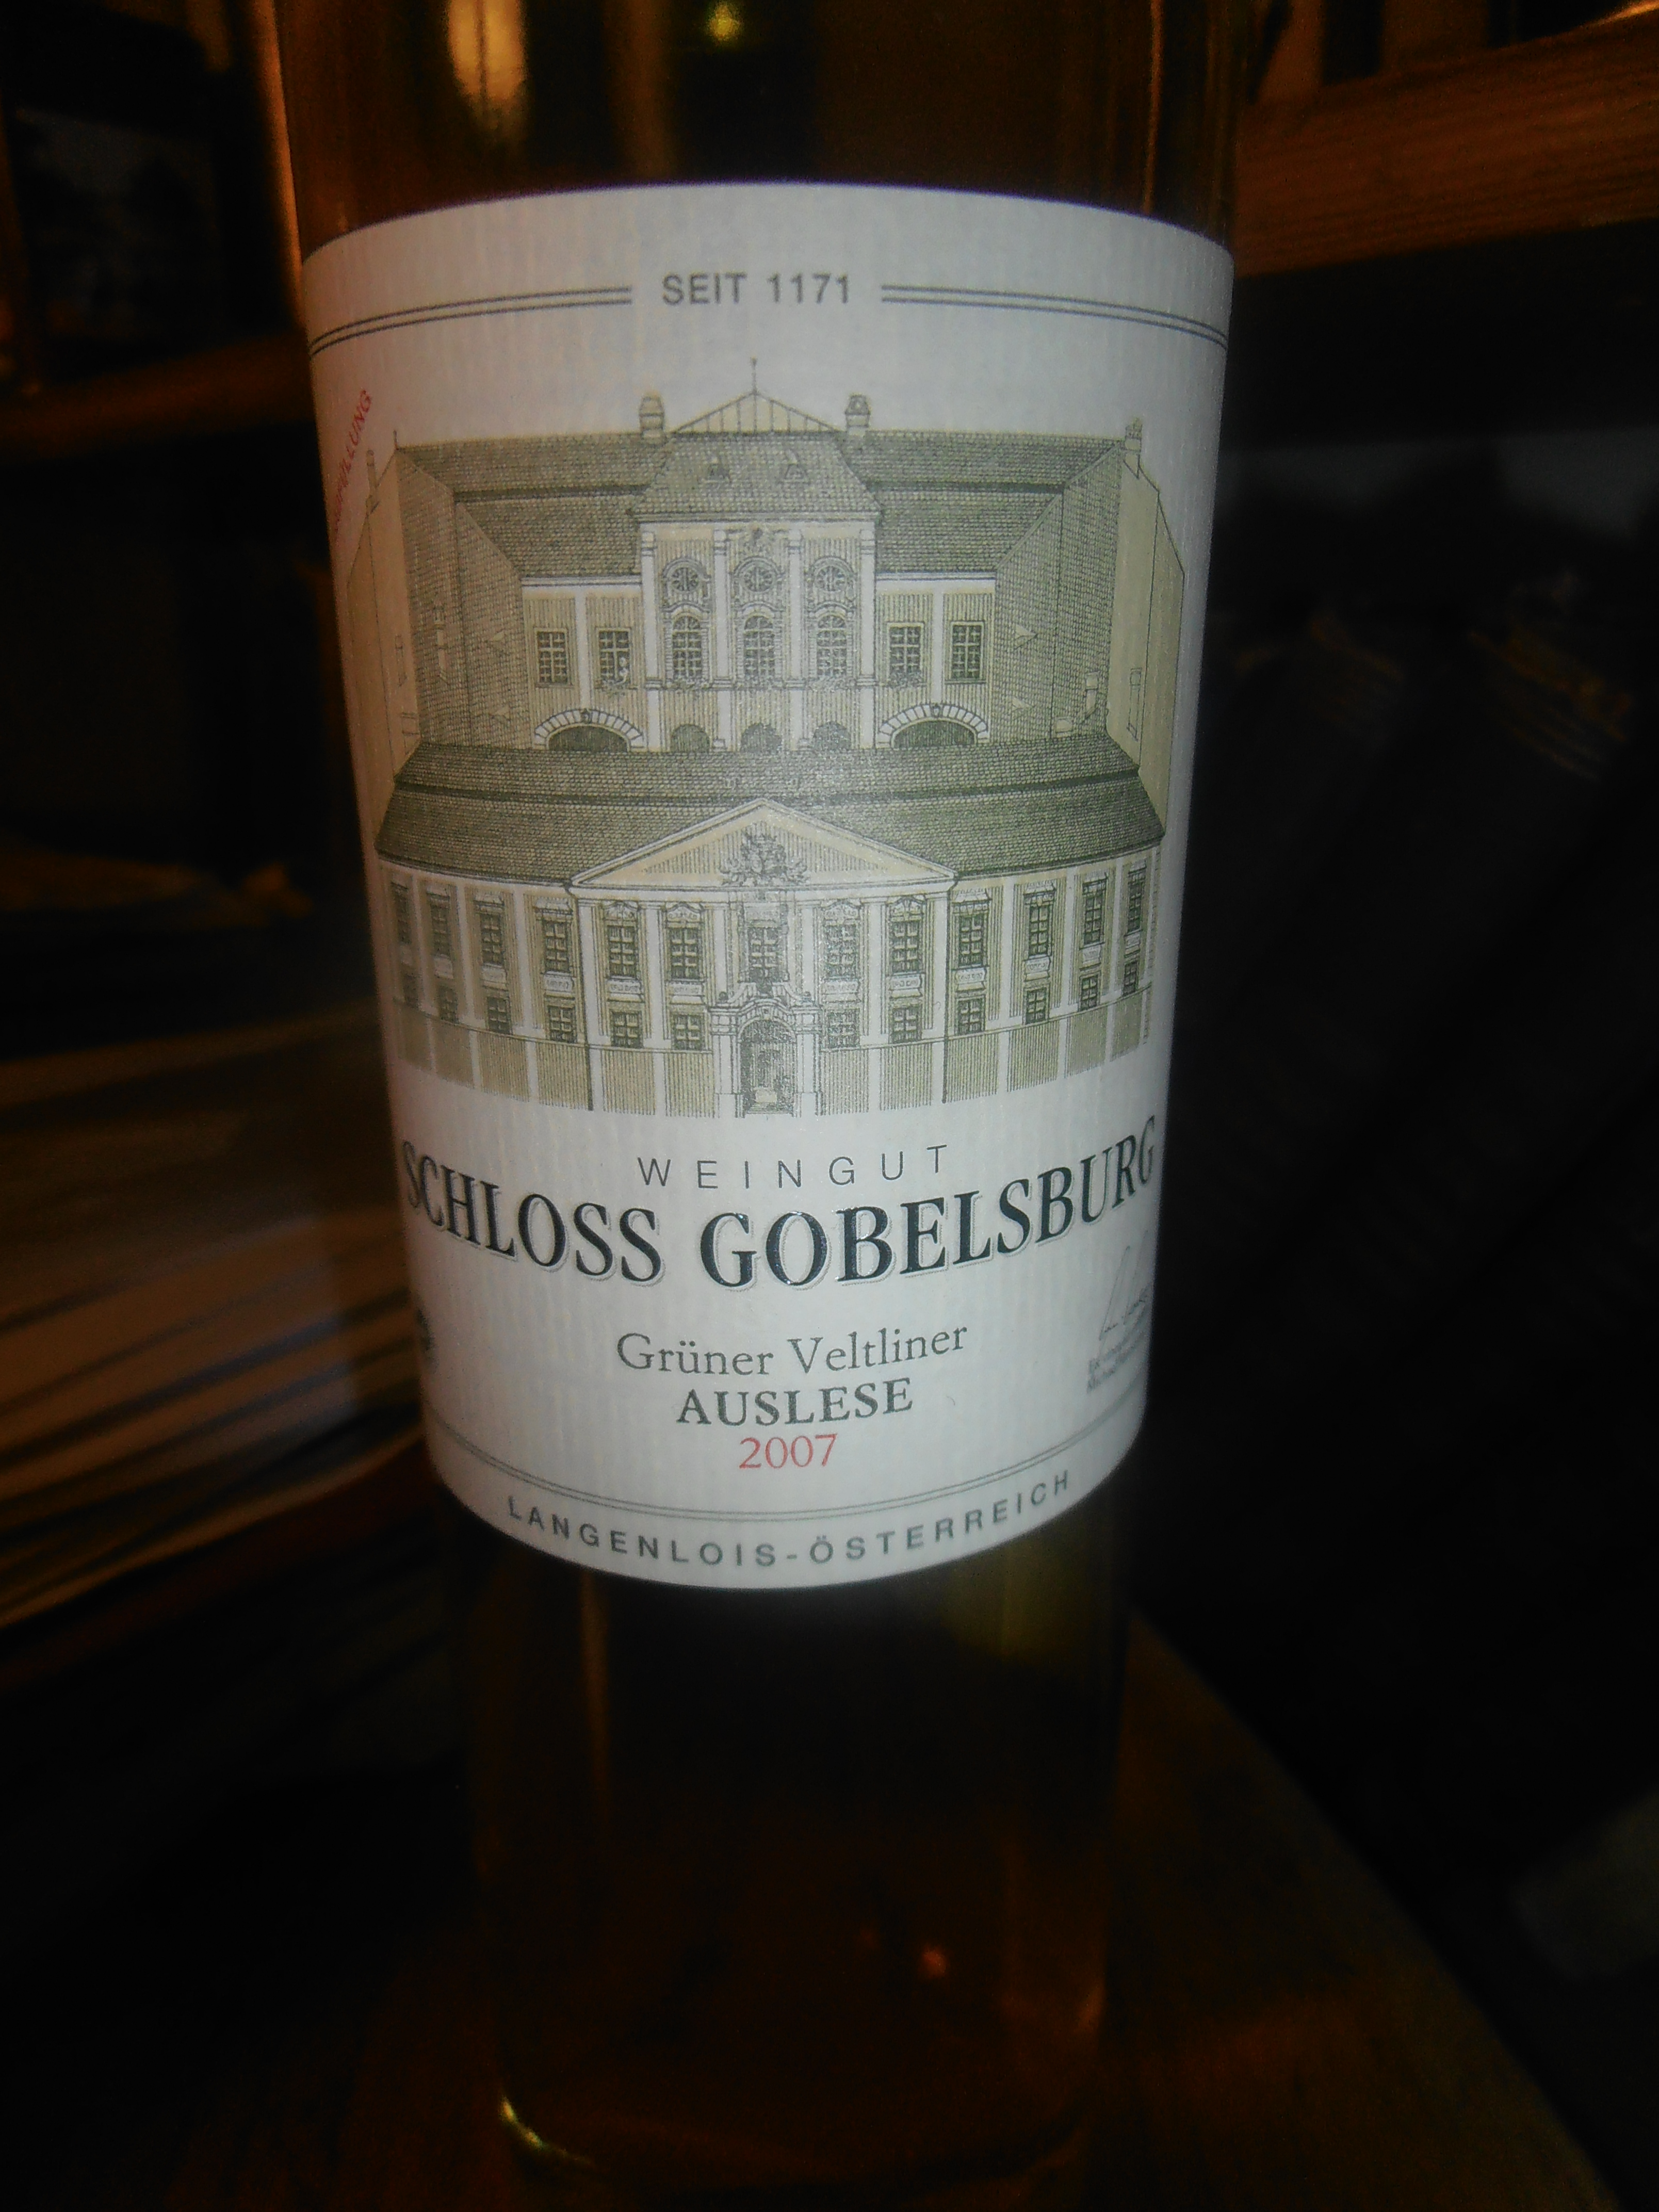 SEIT 1171
WEINGUT
SCHLOSS GOBELSBURG
Grüner Veltliner
AUSLESE
2007
LANGENLOIS-ÖSTERREICH